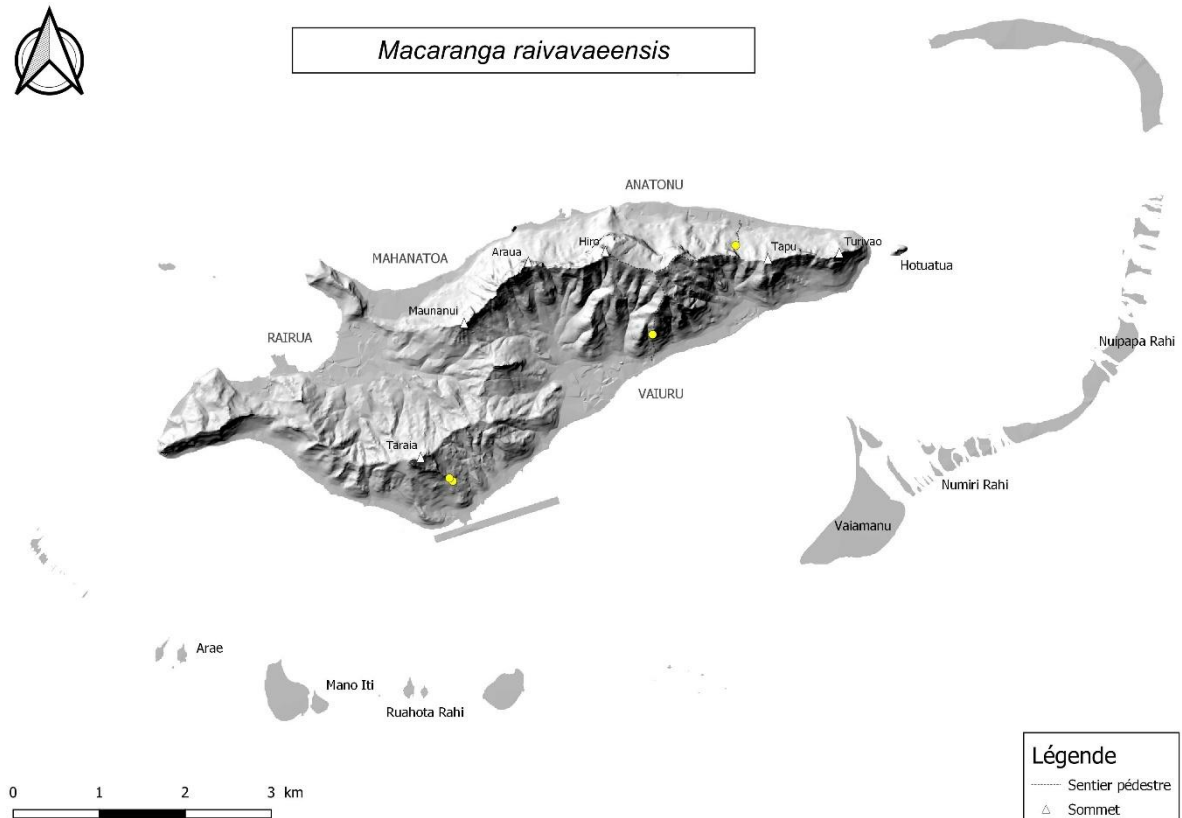 Macaranga raivavaeensis
ANATONU
Hiro
Tapu
Turivao
Araua
MAHANATOA
Hotuatua
Maunanui
RAIRUA
Nuipapa Rahi
VAIURU
Taraia
Numiri Rahi
Vaiamanu
Arae
Mano Iti
Ruahota Rahi
Légende
Sentier pédestre
Sommet
0 1 2 3 km